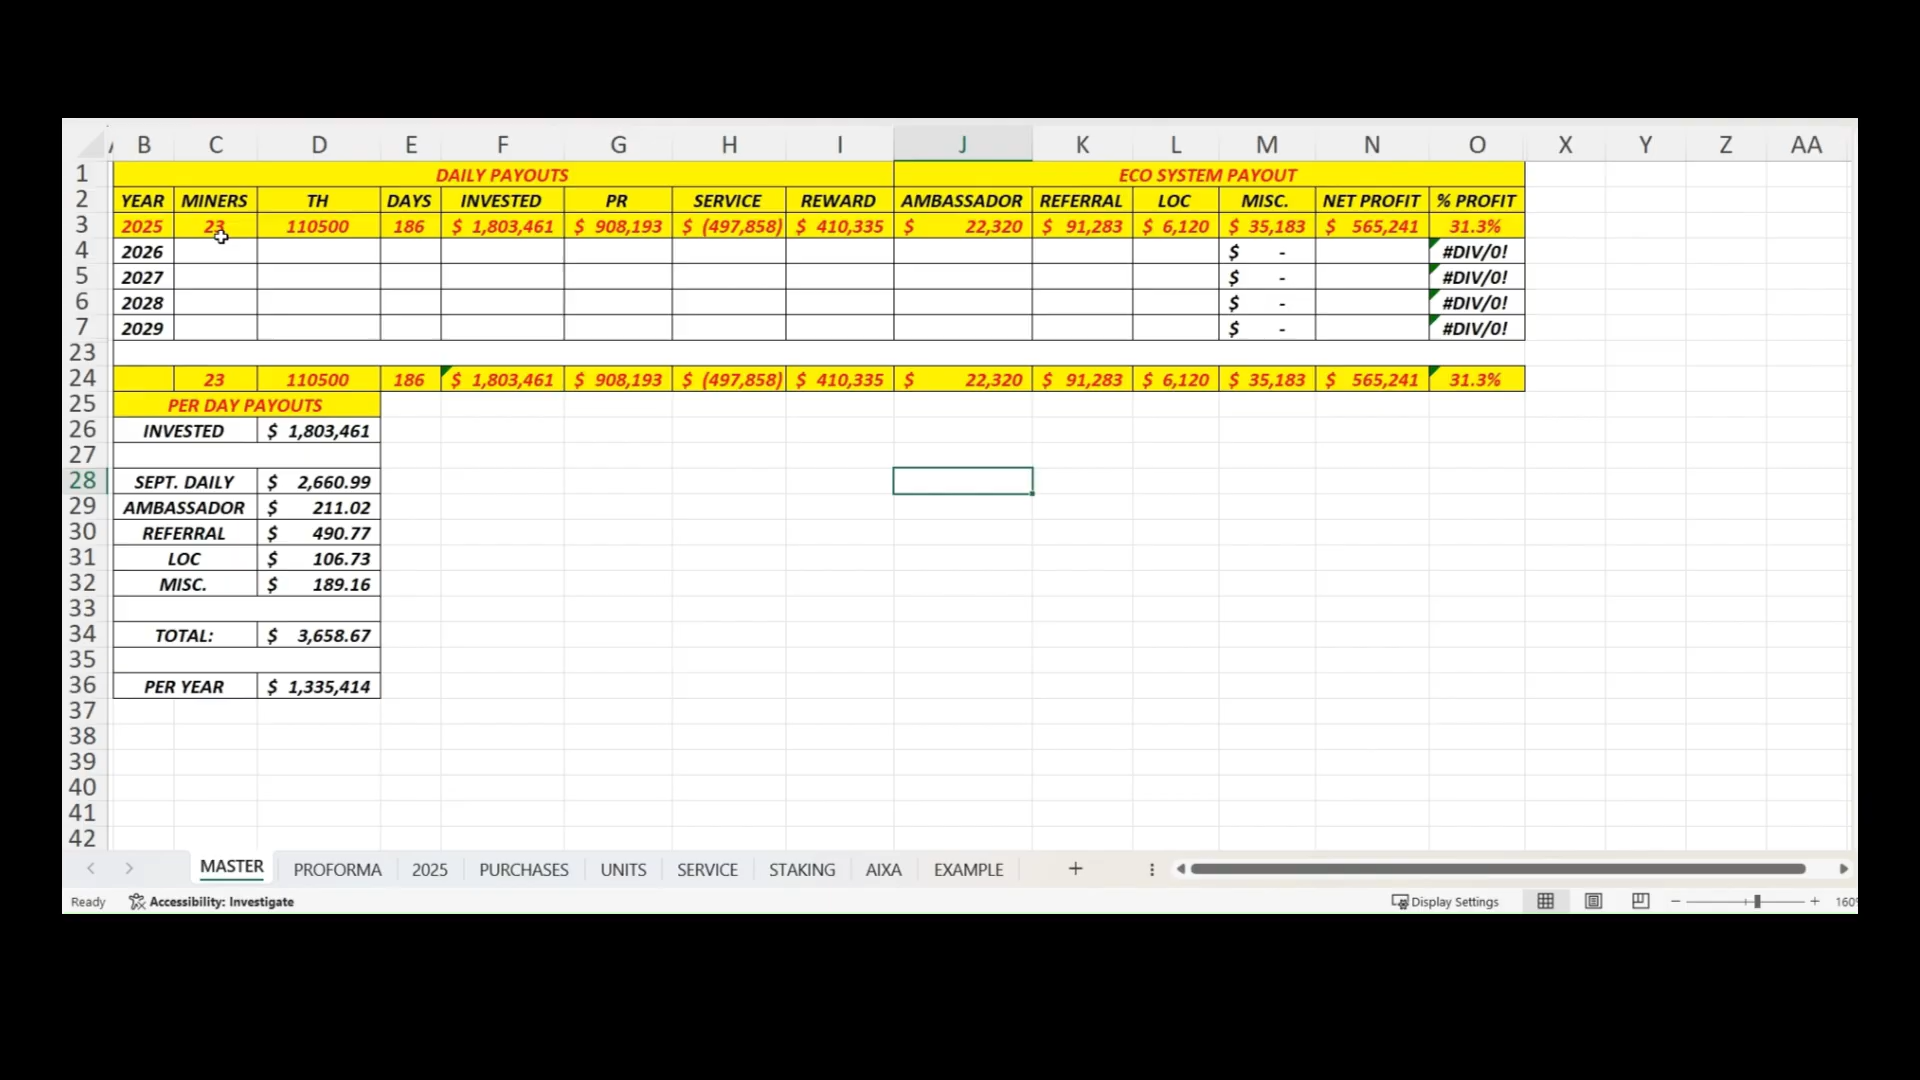 B C D E F G H I J K L M N O X Y Z AA
1 DAILY PAYOUTS ECO SYSTEM PAYOUT
2 YEAR MINERS TH DAYS INVESTED PR SERVICE REWARD AMBASSADOR REFERRAL LOC MISC. NET PROFIT % PROFIT
3 2025 23 110500 186 $ 1,803,461 $ 908,193 $ (497,858) $ 410,335 $ 22,320 $ 91,283 $ 6,120 $ 35,183 $ 565,241 31.3%
4 2026 $ - #DIV/0!
5 2027 $ - #DIV/0!
6 2028 $ - #DIV/0!
7 2029 $ - #DIV/0!
23
24 23 110500 186 $ 1,803,461 $ 908,193 $ (497,858) $ 410,335 $ 22,320 $ 91,283 $ 6,120 $ 35,183 $ 565,241 31.3%
25 PER DAY PAYOUTS
26 INVESTED $ 1,803,461
27
28 SEPT. DAILY $ 2,660.99
29 AMBASSADOR $ 211.02
30 REFERRAL $ 490.77
31 LOC $ 106.73
32 MISC. $ 189.16
33
34 TOTAL: $ 3,658.67
35
36 PER YEAR $ 1,335,414
37
38
39
40
41
42
MASTER PROFORMA 2025 PURCHASES UNITS SERVICE STAKING AIXA EXAMPLE +
Ready Accessibility: Investigate Display Settings - + 160